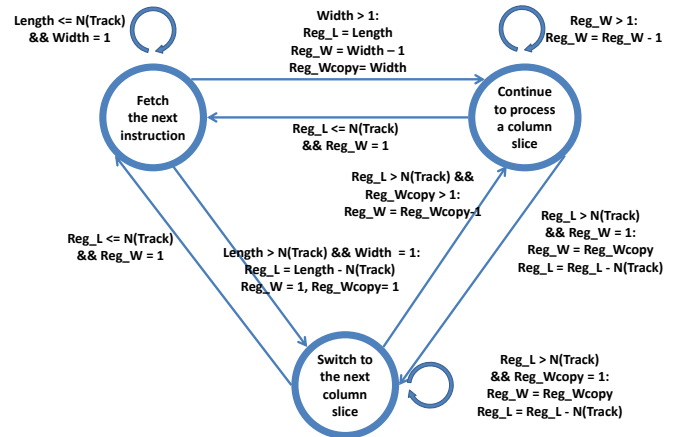 Length <= N(Track)
&& Width = 1
Width > 1:
Reg_L = Length
Reg_W = Width – 1
Reg_Wcopy= Width
Reg_W > 1:
Reg_W = Reg_W - 1
Fetch
the next
instruction
Continue
to process
a column
slice
Reg_L <= N(Track)
&& Reg_W = 1
Reg_L > N(Track) &&
Reg_Wcopy > 1:
Reg_W = Reg_Wcopy-1
Reg_L > N(Track)
&& Reg_W = 1:
Reg_W = Reg_Wcopy
Reg_L = Reg_L - N(Track)
Reg_L <= N(Track)
&& Reg_W = 1
Length > N(Track) && Width = 1:
Reg_L = Length - N(Track)
Reg_W = 1, Reg_Wcopy= 1
Switch to
the next
column
slice
Reg_L > N(Track)
&& Reg_Wcopy = 1:
Reg_W = Reg_Wcopy
Reg_L = Reg_L - N(Track)